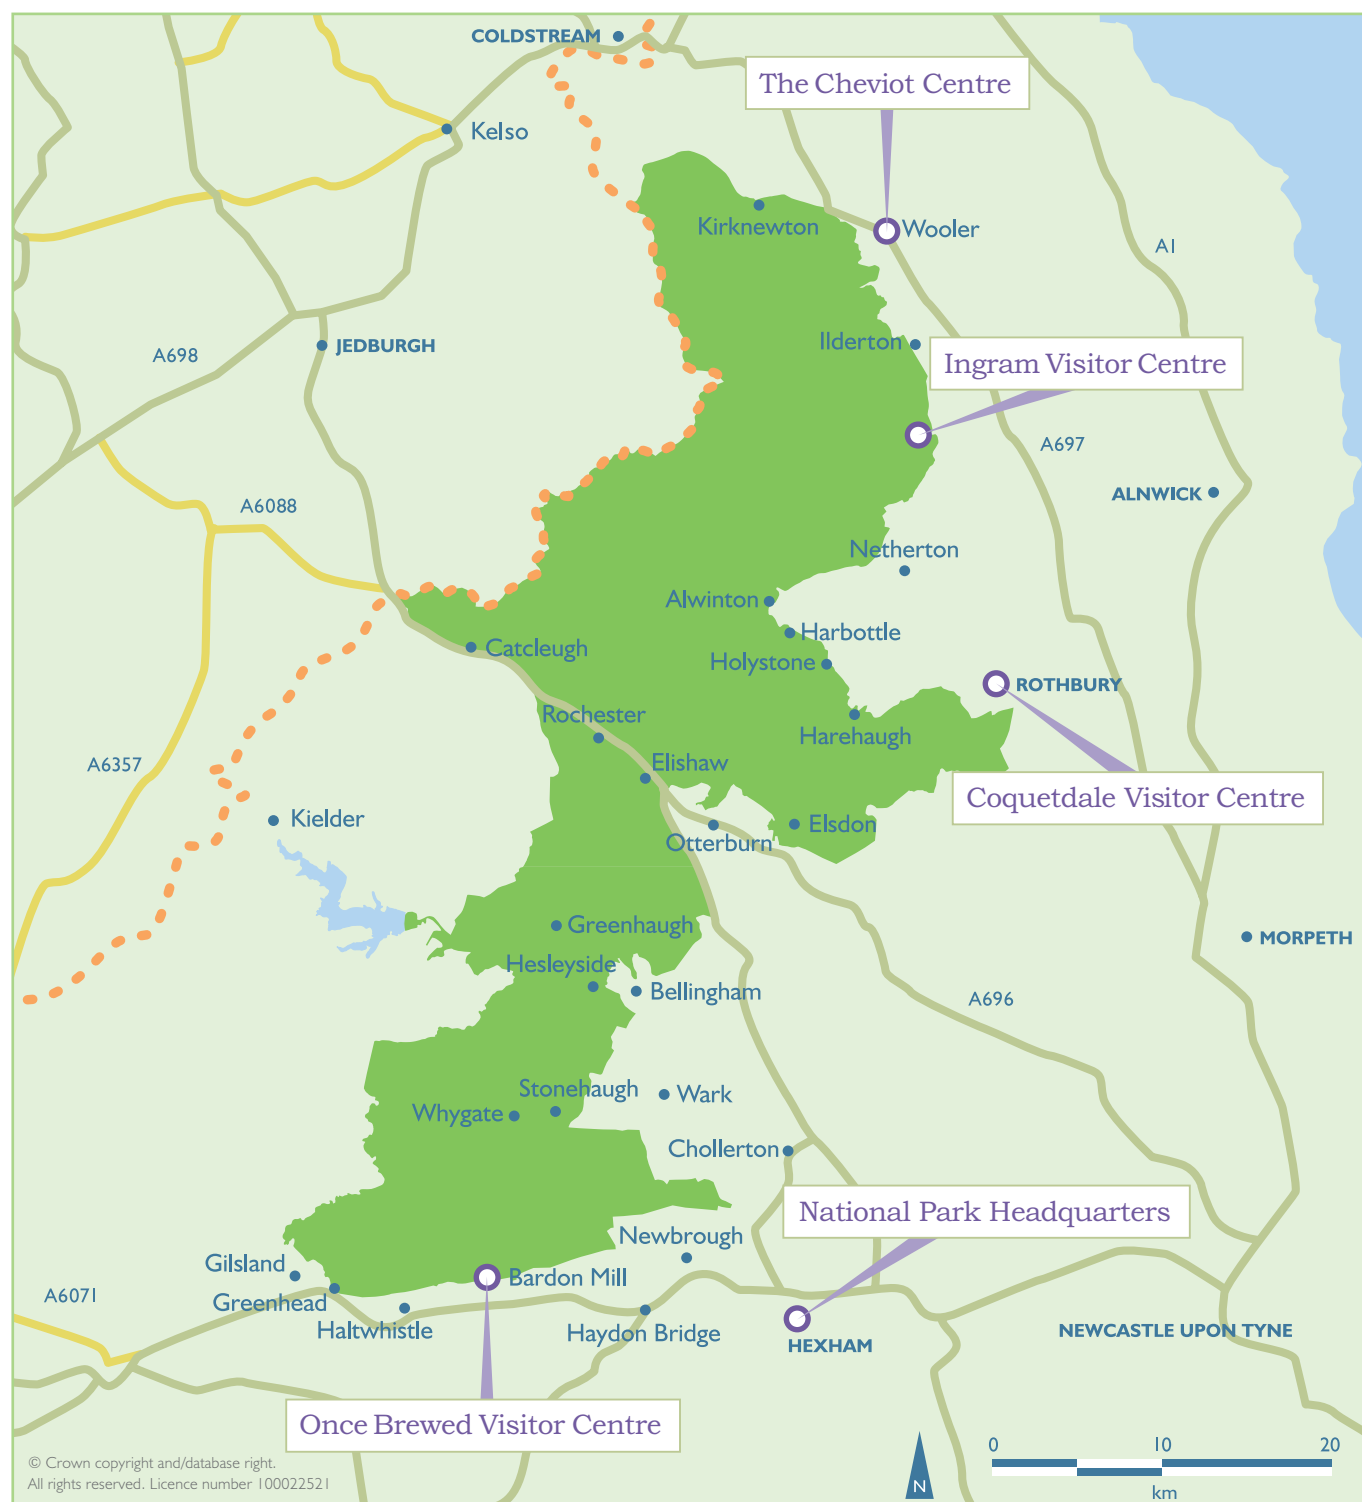 COLDSTREAM
The Cheviot Centre
Kelso
Kirknewton
Wooler
A1
Ilderton
JEDBURGH
A698
Ingram Visitor Centre
A697
ALNWICK
A6088
Netherton
Alwinton
Harbottle
Catcleugh
Holystone
ROTHBURY
Rochester
Harehaugh
Elishaw
A6357
Coquetdale Visitor Centre
Kielder
Elsdon
Otterburn
Greenhaugh
MORPETH
Hesleyside
Bellingham
A696
Stonehaugh
Wark
Whygate
Chollerton
National Park Headquarters
Newbrough
Gilsland
Bardon Mill
A6071
Greenhead
Haltwhistle
Haydon Bridge
NEWCASTLE UPON TYNE
HEXHAM
Once Brewed Visitor Centre
0 10 20
© Crown copyright and/database right.
All rights reserved. Licence number 100022521
N
km